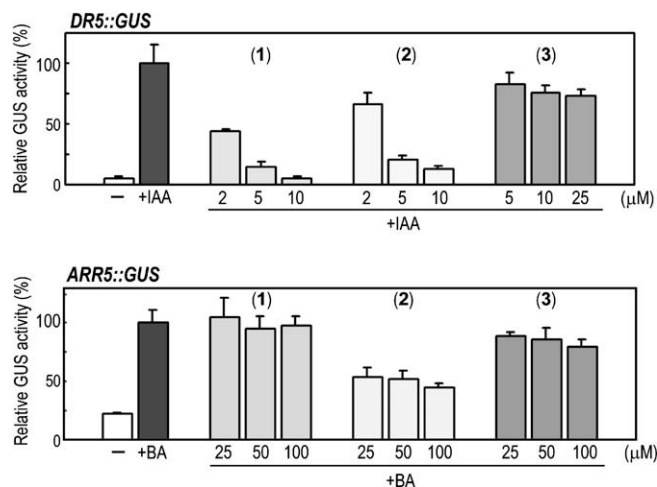 DR5::GUS
Relative GUS activity (%)
100
50
0
(1) (2) (3)
– +IAA 2 5 10 2 5 10 5 10 25 (μM)
+IAA
ARR5::GUS
Relative GUS activity (%)
100
50
0
(1) (2) (3)
– +BA 25 50 100 25 50 100 25 50 100 (μM)
+BA